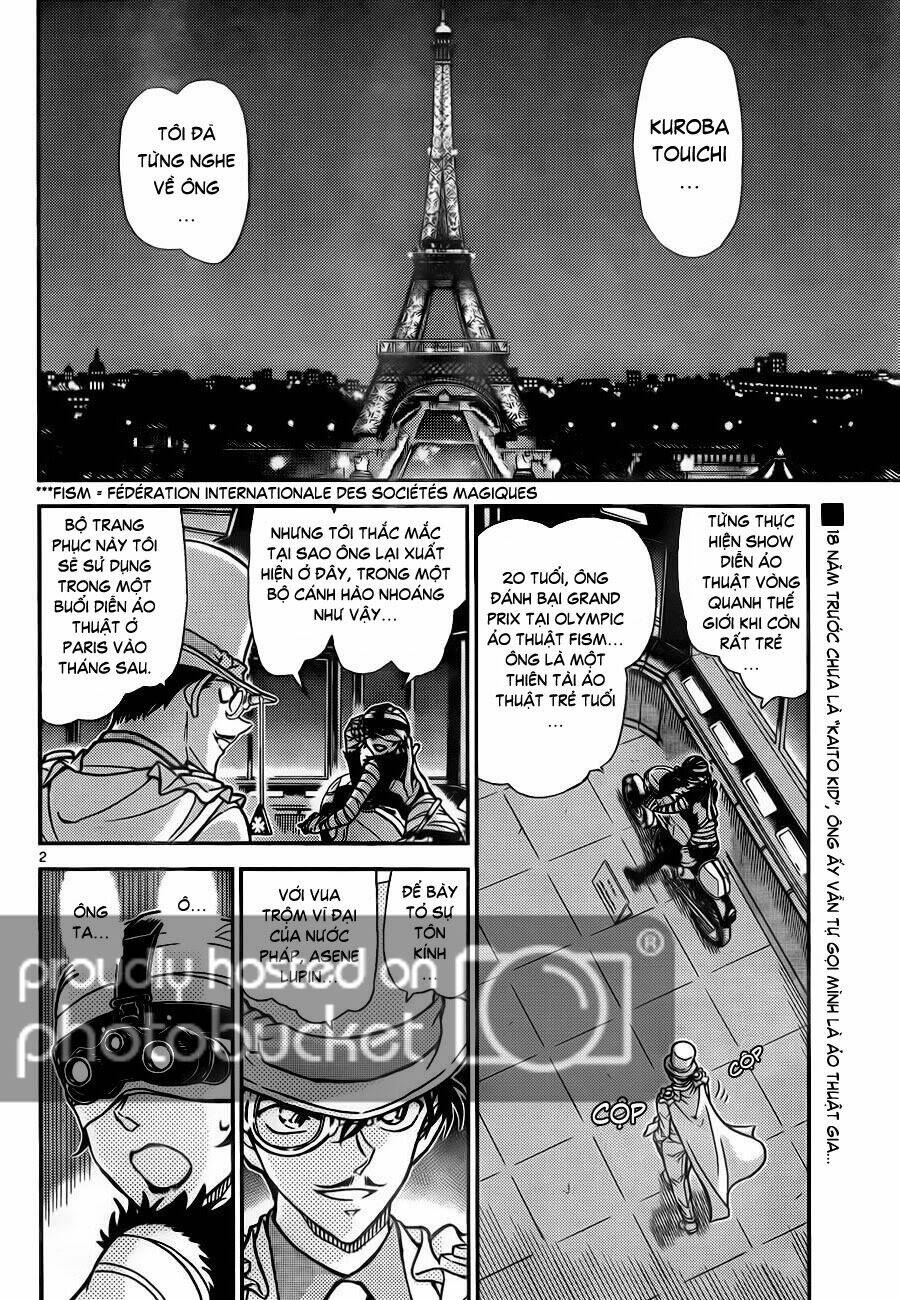 KUROBA
TOUICHI
...
TÔI ĐÃ
TỪNG NGHE
VỀ ÔNG
...
***FISM = FÉDÉRATION INTERNATIONALE DES SOCIÉTÉS MAGIQUES
18 NĂM TRƯỚC CHƯA LÀ "KAITO KID", ÔNG ẤY VẪN TỰ GỌI MÌNH LÀ ẢO THUẬT GIA...
TỪNG THỰC
HIỆN SHOW
DIỄN ẢO
THUẬT VÒNG
QUANH THẾ
GIỚI KHI CÒN
RẤT TRẺ
...
20 TUỔI, ÔNG
ĐÁNH BẠI GRAND
PRIX TẠI OLYMPIC
ẢO THUẬT FISM...
ÔNG LÀ MỘT
THIÊN TÀI ẢO
THUẬT TRẺ TUỔI
...
CỘP
CỘP
NHƯNG TÔI THẮC MẮC
TẠI SAO ÔNG LẠI XUẤT
HIỆN Ở ĐÂY, TRONG MỘT
BỘ CÁNH HÀO NHOÁNG
NHƯ VẬY...
BỘ TRANG
PHỤC NÀY TÔI
SẼ SỬ DỤNG
TRONG MỘT
BUỔI DIỄN ẢO
THUẬT Ở
PARIS VÀO
THÁNG SAU.
2
ĐỂ BÀY
TỎ SỰ
TÔN
KÍNH
...
VỚI VUA
TRỘM VĨ ĐẠI
CỦA NƯỚC
PHÁP, ASENE
LUPIN...
Ô...
ÔNG
TA...
proudly hosted on
photobucket
®